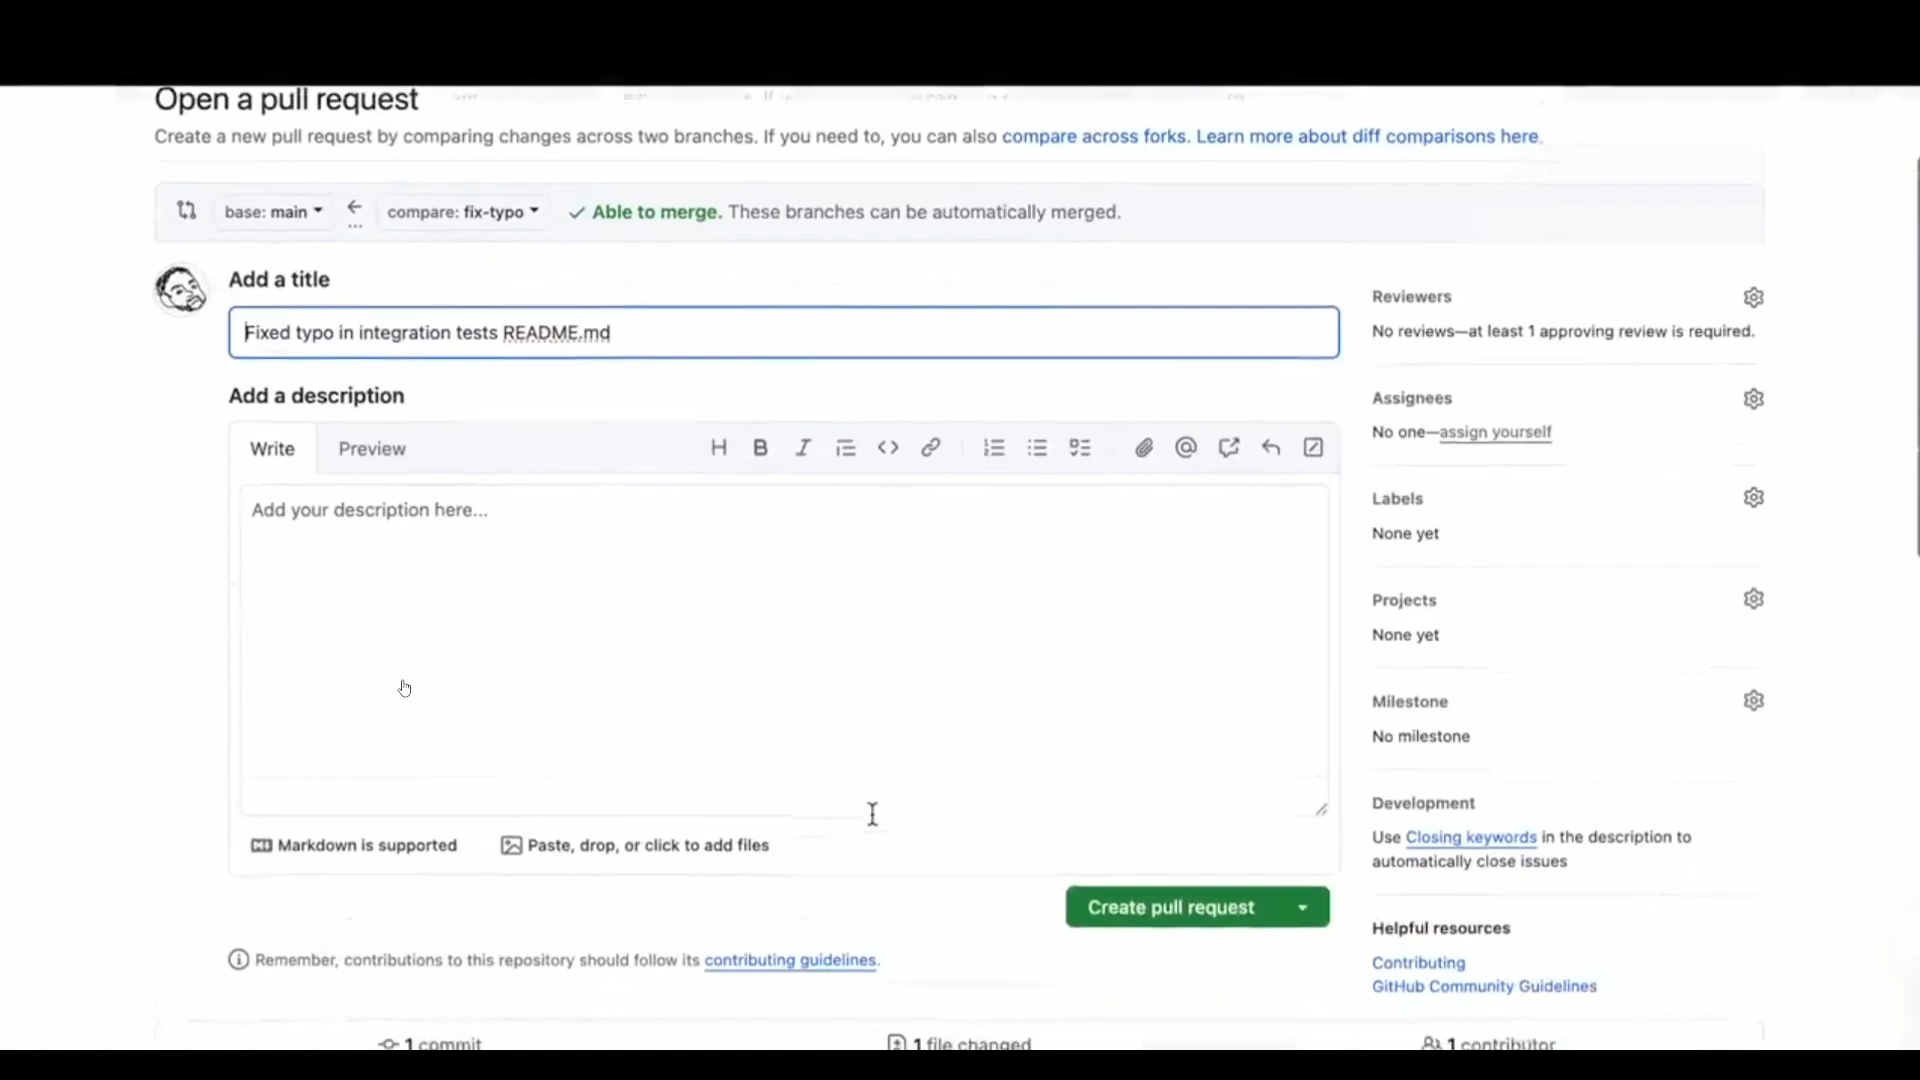 Open a pull request
Create a new pull request by comparing changes across two branches. If you need to, you can also compare across forks. Learn more about diff comparisons here.
base: main
compare: fix-typo
Able to merge. These branches can be automatically merged.
Add a title
Fixed typo in integration tests README.md
Add a description
Write
Preview
Add your description here...
Markdown is supported
Paste, drop, or click to add files
Create pull request
Remember, contributions to this repository should follow its contributing guidelines.
Reviewers
No reviews—at least 1 approving review is required.
Assignees
No one—assign yourself
Labels
None yet
Projects
None yet
Milestone
No milestone
Development
Use Closing keywords in the description to
automatically close issues
Helpful resources
Contributing
GitHub Community Guidelines
1 commit
1 file changed
1 contributor